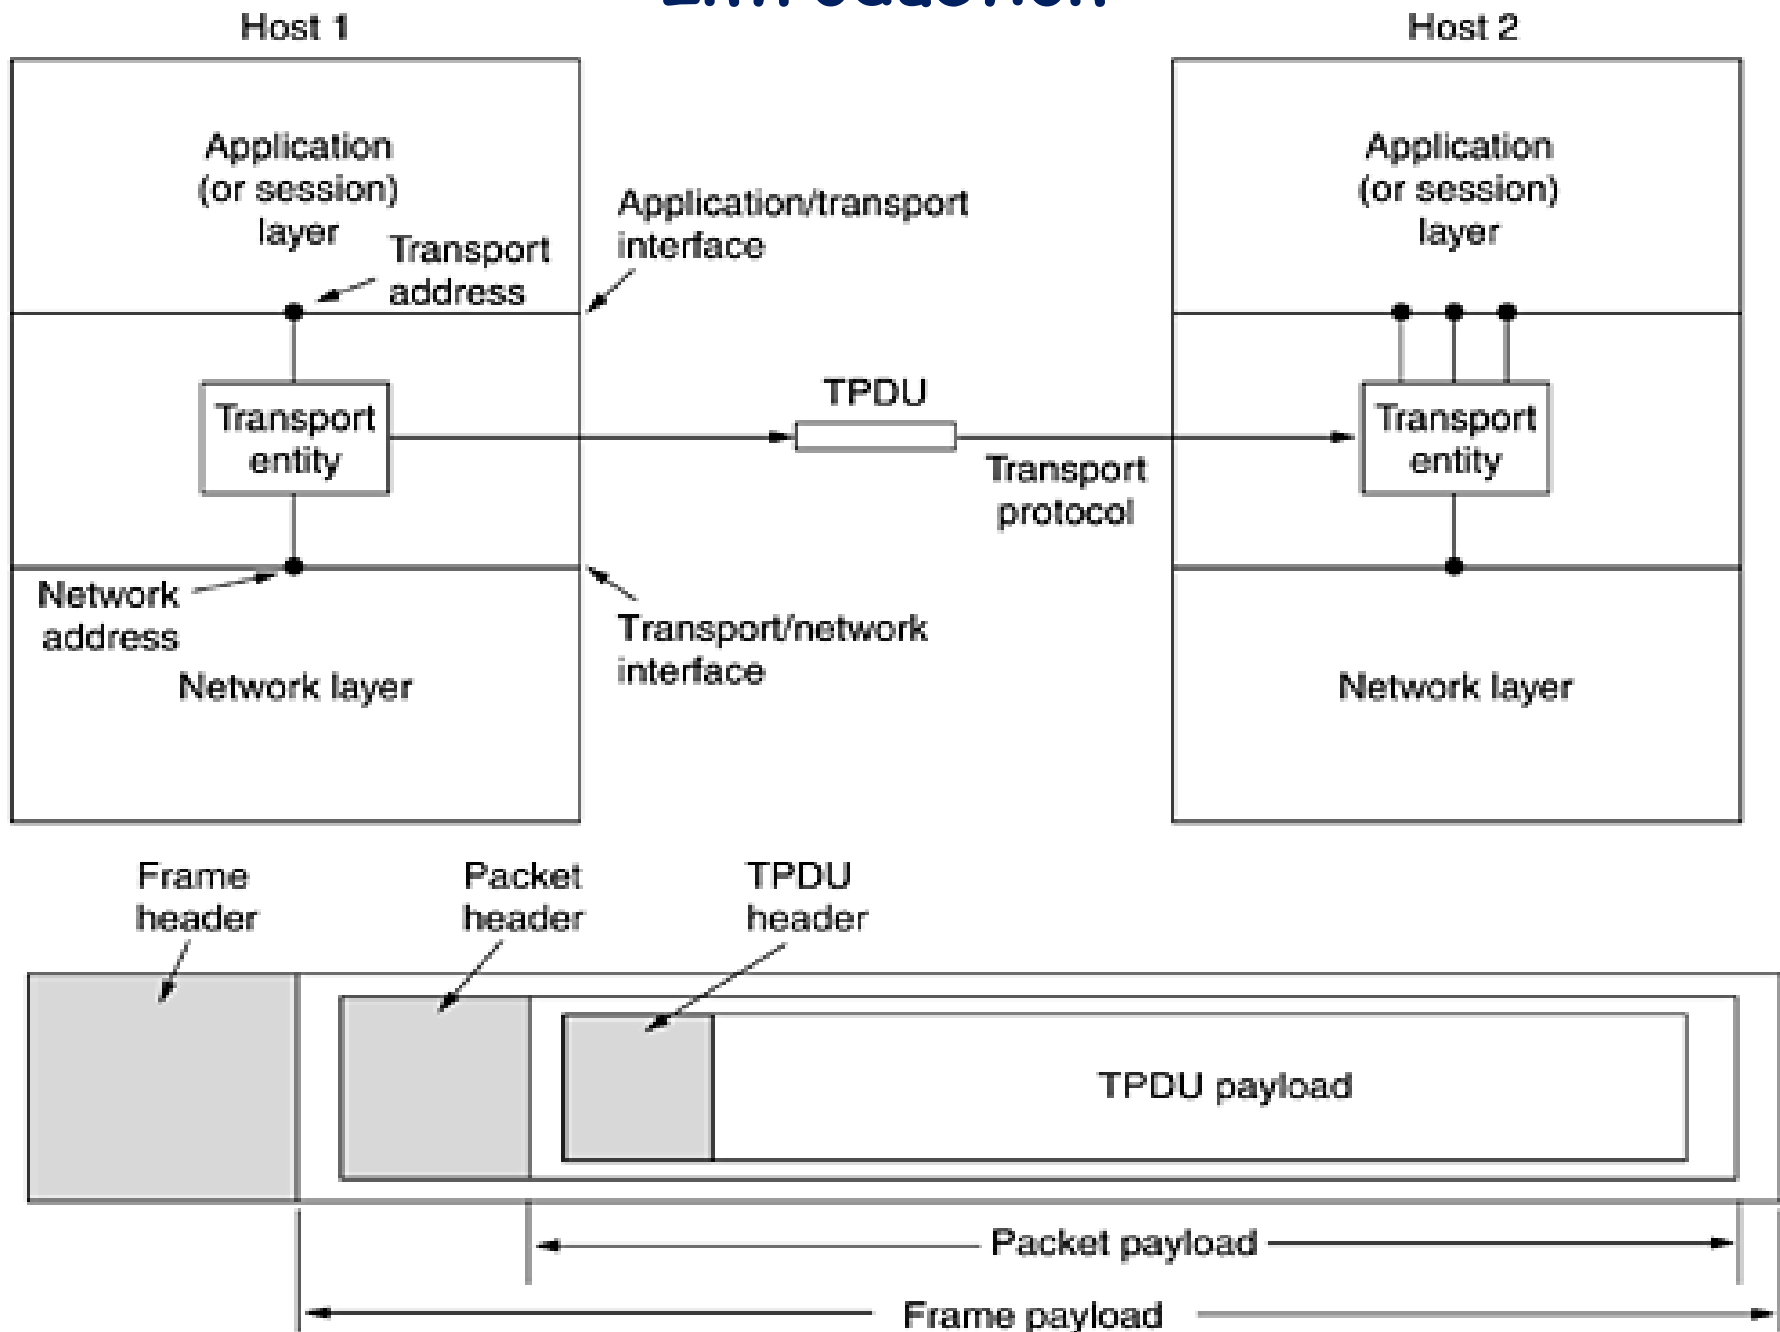 Introduction
Host 1
Host 2
Application
(or session)
layer
Transport
address
Application/transport
interface
Application
(or session)
layer
Transport
entity
TPDU
Transport
protocol
Transport
entity
Network
address
Network layer
Transport/network
interface
Network layer
Frame
header
Packet
header
TPDU
header
TPDU payload
Packet payload
Frame payload